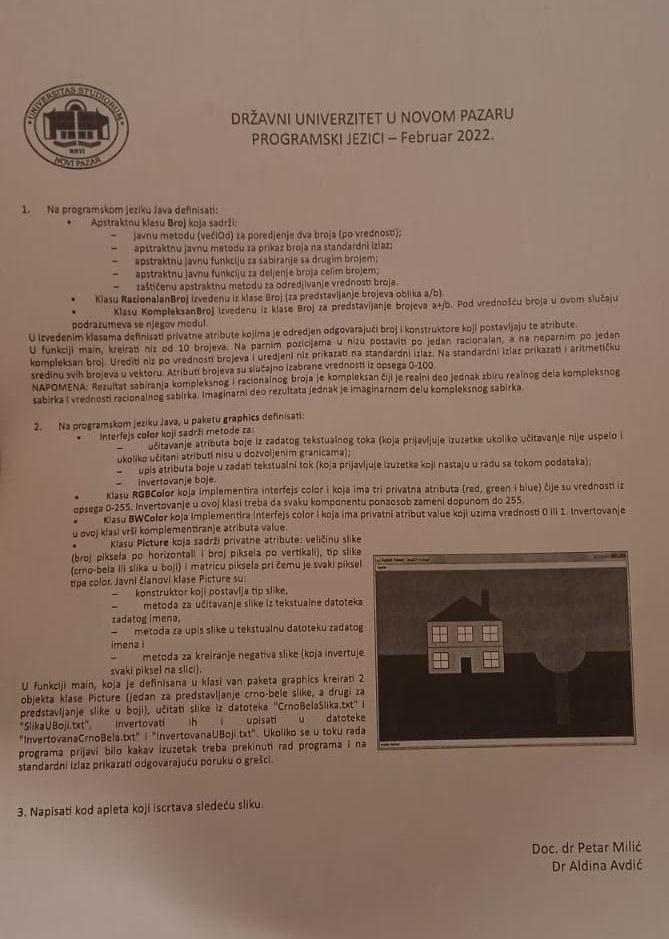 UNIVERSITAS STUDIORUM
NOVI PAZAR
DRŽAVNI UNIVERZITET U NOVOM PAZARU
PROGRAMSKI JEZICI – Februar 2022.
1. Na programskom jeziku Java definisati:
• Apstraktnu klasu Broj koja sadrži:
– javnu metodu (većiOd) za poredjenje dva broja (po vrednosti);
– apstraktnu javnu metodu za prikaz broja na standardni izlaz;
– apstraktnu javnu funkciju za sabiranje sa drugim brojem;
– apstraktnu javnu funkciju za deljenje broja celim brojem;
– zaštićenu apstraktnu metodu za odredjivanje vrednosti broja.
• Klasu RacionalanBroj izvedenu iz klase Broj (za predstavljanje brojeva oblika a/b).
• Klasu KompleksanBroj izvedenu iz klase Broj za predstavljanje brojeva a+jb. Pod vrednošću broja u ovom slučaju
podrazumeva se njegov modul.
U izvedenim klasama definisati privatne atribute kojima je odredjen odgovarajući broj i konstruktore koji postavljaju te atribute.
U funkciji main, kreirati niz od 10 brojeva. Na parnim pozicijama u nizu postaviti po jedan racionalan, a na neparnim po jedan
kompleksan broj. Urediti niz po vrednosti brojeva i uredjeni niz prikazati na standardni izlaz. Na standardni izlaz prikazati i aritmetičku
sredinu svih brojeva u vektoru. Atributi brojeva su slučajno izabrane vrednosti iz opsega 0-100.
NAPOMENA: Rezultat sabiranja kompleksnog i racionalnog broja je kompleksan čiji je realni deo jednak zbiru realnog dela kompleksnog
sabirka i vrednosti racionalnog sabirka. Imaginarni deo rezultata jednak je imaginarnom delu kompleksnog sabirka.
2. Na programskom jeziku Java, u paketu graphics definisati:
• Interfejs color koji sadrži metode za:
– učitavanje atributa boje iz zadatog tekstualnog toka (koja prijavljuje izuzetke ukoliko učitavanje nije uspelo i
ukoliko učitani atributi nisu u dozvoljenim granicama);
– upis atributa boje u zadati tekstualni tok (koja prijavljuje izuzetke koji nastaju u radu sa tokom podataka);
– invertovanje boje.
• Klasu RGBColor koja implementira interfejs color i koja ima tri privatna atributa (red, green i blue) čije su vrednosti iz
opsega 0-255. Invertovanje u ovoj klasi treba da svaku komponentu ponaosob zameni dopunom do 255.
• Klasu BWColor koja implementira interfejs color i koja ima privatni atribut value koji uzima vrednosti 0 ili 1. Invertovanje
u ovoj klasi vrši komplementiranje atributa value.
• Klasu Picture koja sadrži privatne atribute: veličinu slike
(broj piksela po horizontali i broj piksela po vertikali), tip slike
(crno-bela ili slika u boji) i matricu piksela pri čemu je svaki piksel
tipa color. Javni članovi klase Picture su:
– konstruktor koji postavlja tip slike,
– metoda za učitavanje slike iz tekstualne datoteka
zadatog imena,
– metoda za upis slike u tekstualnu datoteku zadatog
imena i
– metoda za kreiranje negativa slike (koja invertuje
svaki piksel na slici).
U funkciji main, koja je definisana u klasi van paketa graphics kreirati 2
objekta klase Picture (jedan za predstavljanje crno-bele slike, a drugi za
predstavljanje slike u boji), učitati slike iz datoteka "CrnoBelaSlika.txt" i
"SlikaUBoji.txt", invertovati ih i upisati u datoteke
"InvertovanaCrnoBela.txt" i "InvertovanaUBoji.txt". Ukoliko se u toku rada
programa prijavi bilo kakav izuzetak treba prekinuti rad programa i na
standardni izlaz prikazati odgovarajuću poruku o grešci.
3. Napisati kod apleta koji iscrtava sledeću sliku.
Doc. dr Petar Milić
Dr Aldina Avdić